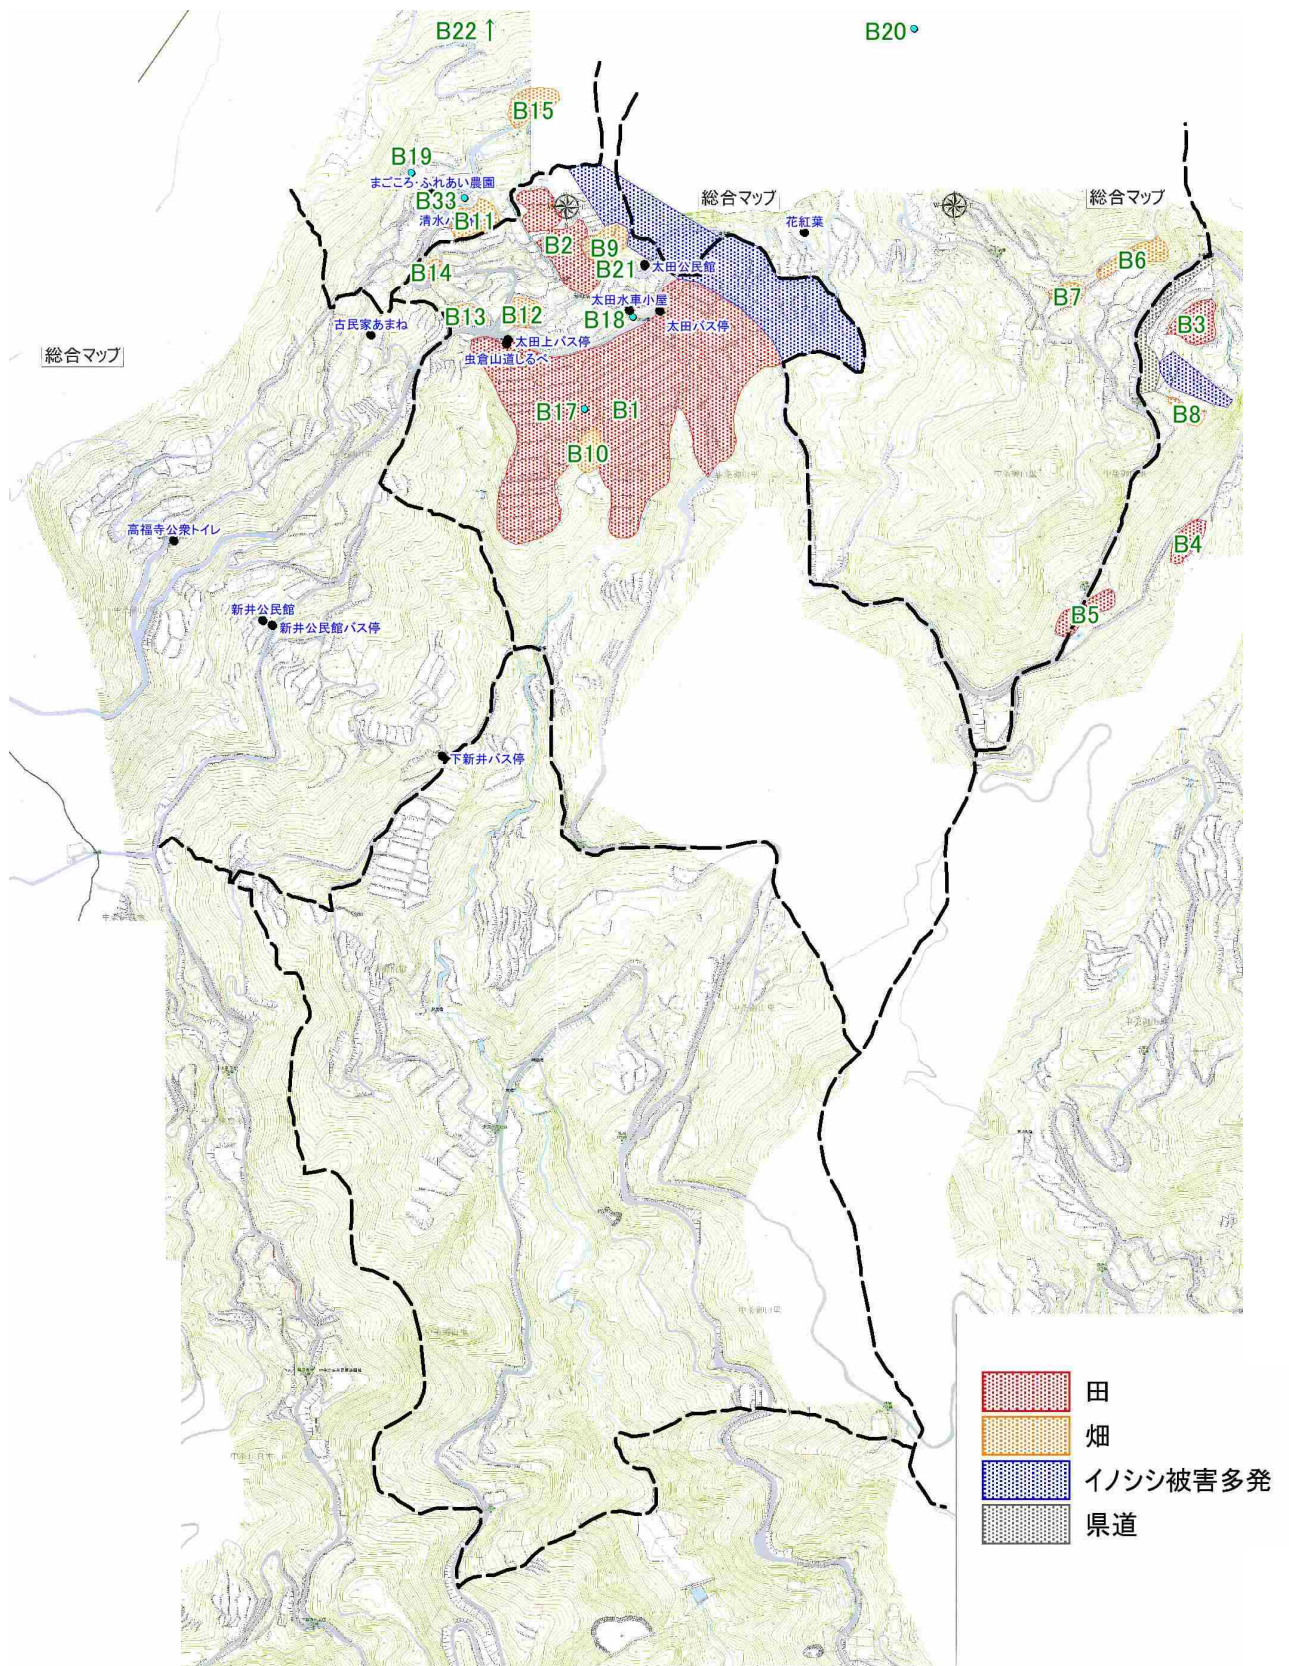 B22 ↑
B20
B15
B19
まごころ・ふれあい農園
総合マップ
総合マップ
B33
B11
B2
B9
花紅葉
B21
太田公民館
B6
B14
B7
太田水車小屋
B13
B12
B18
太田バス停
B3
古民家あまね
太田上バス停
総合マップ
虫倉山道しるべ
B17
B1
B8
B10
高福寺公衆トイレ
B4
新井公民館
B5
新井公民館バス停
下新井バス停
田
畑
イノシシ被害多発
県道